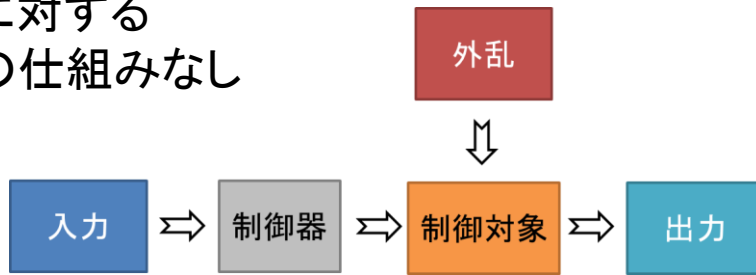 に対する
の仕組みなし
外乱
入力
制御器
制御対象
出力